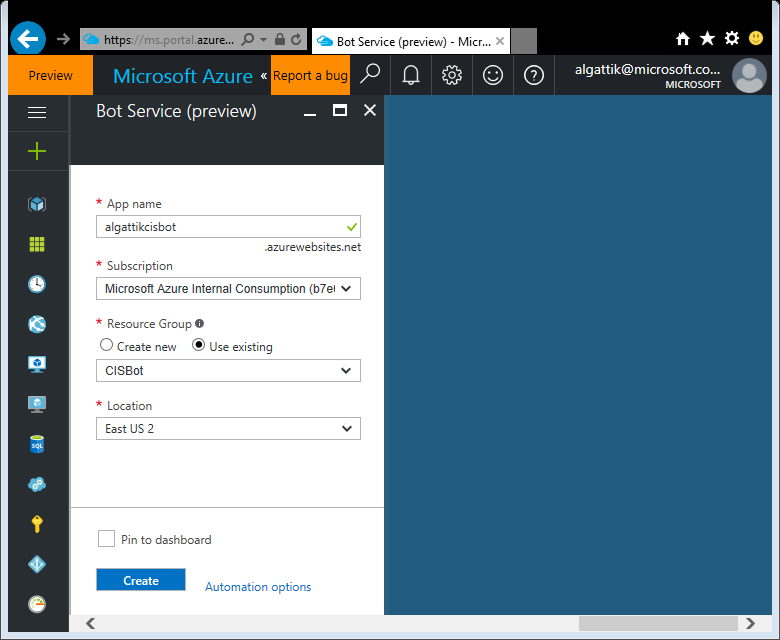 https://ms.portal.azure...
Bot Service (preview) - Micr...
Preview
Microsoft Azure «
Report a bug
algattik@microsoft.co...
MICROSOFT
Bot Service (preview)
* App name
algattikcisbot
.azurewebsites.net
* Subscription
Microsoft Azure Internal Consumption (b7e
* Resource Group
Create new
Use existing
CISBot
* Location
East US 2
SQL
Pin to dashboard
Create
Automation options